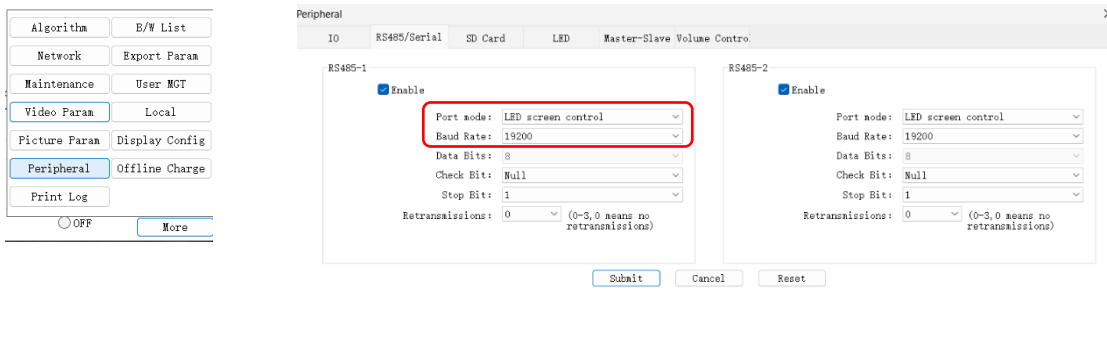 Algorithm B/W List
Network Export Param
Maintenance User MGT
Video Param Local
Picture Param Display Config
Peripheral Offline Charge
Print Log
OFF More
Peripheral
IO RS485/Serial SD Card LED Master-Slave Volume Contro
RS485-1
Enable
Port mode: LED screen control
Baud Rate: 19200
Data Bits: 8
Check Bit: Null
Stop Bit: 1
Retransmissions: 0 (0-3,0 means no
retransmissions)
RS485-2
Enable
Port mode: LED screen control
Baud Rate: 19200
Data Bits: 8
Check Bit: Null
Stop Bit: 1
Retransmissions: 0 (0-3,0 means no
retransmissions)
Submit Cancel Reset